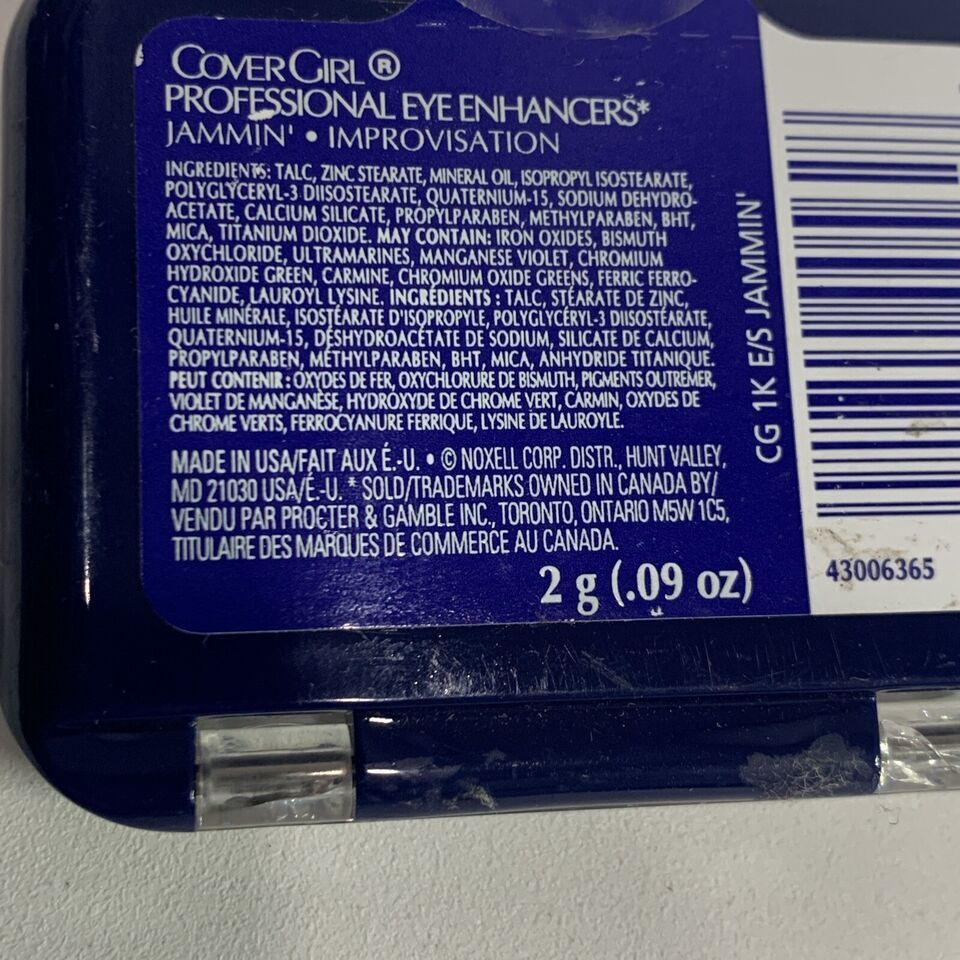 COVERGIRL®
PROFESSIONAL EYE ENHANCERS*
JAMMIN' • IMPROVISATION
INGREDIENTS: TALC, ZINC STEARATE, MINERAL OIL, ISOPROPYL ISOSTEARATE,
POLYGLYCERYL-3 DIISOSTEARATE, QUATERNIUM-15, SODIUM DEHYDRO-
ACETATE, CALCIUM SILICATE, PROPYLPARABEN, METHYLPARABEN, BHT,
MICA, TITANIUM DIOXIDE. MAY CONTAIN: IRON OXIDES, BISMUTH
OXYCHLORIDE, ULTRAMARINES, MANGANESE VIOLET, CHROMIUM
HYDROXIDE GREEN, CARMINE, CHROMIUM OXIDE GREENS, FERRIC FERRO-
CYANIDE, LAUROYL LYSINE. INGRÉDIENTS : TALC, STÉARATE DE ZINC,
HUILE MINÉRALE, ISOSTÉARATE D'ISOPROPYLE, POLYGLYCÉRYL-3 DIISOSTÉARATE,
QUATERNIUM-15, DÉSHYDROACÉTATE DE SODIUM, SILICATE DE CALCIUM,
PROPYLPARABEN, MÉTHYLPARABEN, BHT, MICA, ANHYDRIDE TITANIQUE.
PEUT CONTENIR : OXYDES DE FER, OXYCHLORURE DE BISMUTH, PIGMENTS OUTREMER,
VIOLET DE MANGANÈSE, HYDROXYDE DE CHROME VERT, CARMIN, OXYDES DE
CHROME VERTS, FERROCYANURE FERRIQUE, LYSINE DE LAUROYLE.
MADE IN USA/FAIT AUX É.-U. • © NOXELL CORP. DISTR., HUNT VALLEY,
MD 21030 USA/É.-U. * SOLD/TRADEMARKS OWNED IN CANADA BY/
VENDU PAR PROCTER & GAMBLE INC., TORONTO, ONTARIO M5W 1C5,
TITULAIRE DES MARQUES DE COMMERCE AU CANADA.
2 g (.09 oz)
CG 1K E/S JAMMIN'
43006365